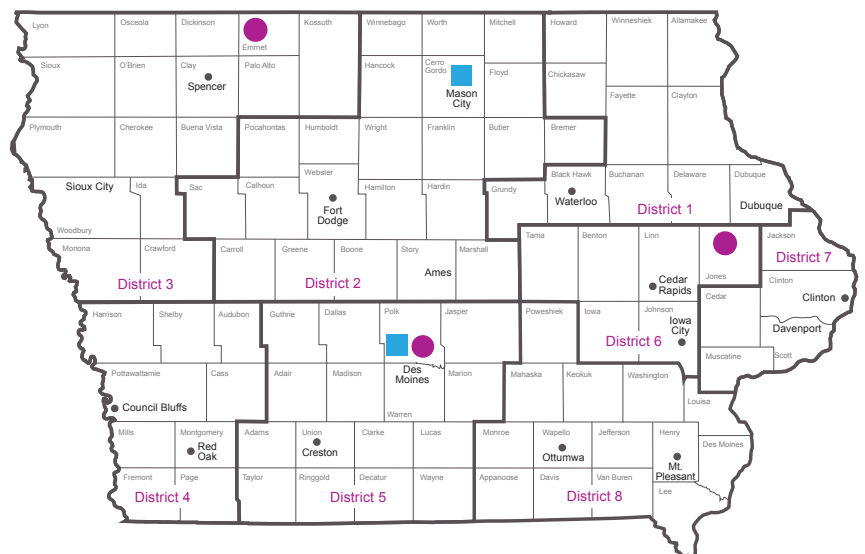 Lyon
Osceola
Dickinson
Emmet
Kossuth
Winnebago
Worth
Mitchell
Howard
Winneshiek
Allamakee
Sioux
O'Brien
Clay
Spencer
Palo Alto
Hancock
Cerro
Gordo
Mason
City
Floyd
Chickasaw
Fayette
Clayton
Plymouth
Cherokee
Buena Vista
Pocahontas
Humboldt
Wright
Franklin
Butler
Bremer
Sioux City
Woodbury
Ida
Sac
Calhoun
Webster
Fort
Dodge
Hamilton
Hardin
Grundy
Black Hawk
Waterloo
Buchanan
Delaware
Dubuque
Dubuque
District 1
Monona
Crawford
District 3
Carroll
Greene
Boone
Story
Ames
Marshall
District 2
Tama
Benton
Linn
Cedar
Rapids
Jones
Jackson
District 7
Clinton
Clinton
Harrison
Shelby
Audubon
Guthrie
Dallas
Polk
Des
Moines
Jasper
Poweshiek
Iowa
Johnson
Iowa
City
District 6
Cedar
Davenport
Muscatine
Scott
Pottawattamie
Cass
Council Bluffs
Adair
Madison
Warren
Marion
Mahaska
Keokuk
Washington
Louisa
Mills
Montgomery
Red
Oak
Adams
Union
Creston
Clarke
Lucas
Monroe
Wapello
Ottumwa
Jefferson
Henry
Mt.
Pleasant
Des Moines
Fremont
Page
District 4
Taylor
Ringgold
Decatur
Wayne
District 5
Appanoose
Davis
Van Buren
District 8
Lee